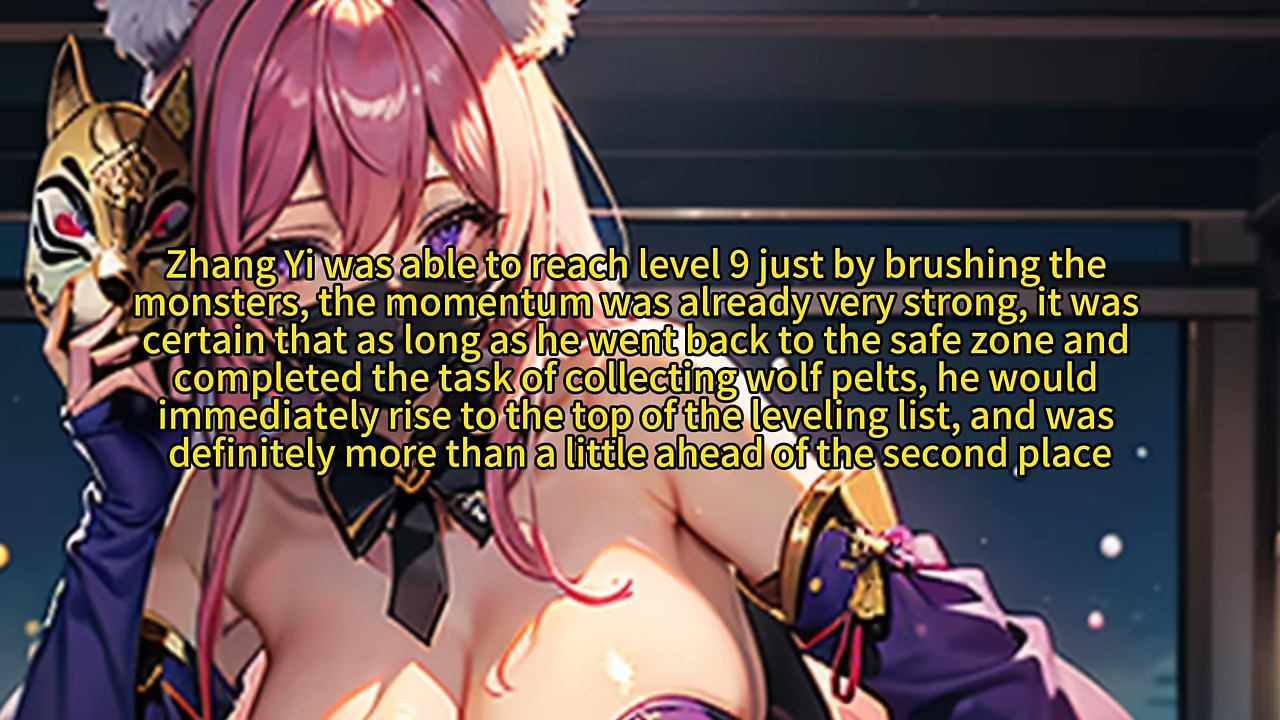 Zhang Yi was able to reach level 9 just by brushing the
monsters, the momentum was already very strong, it was
certain that as long as he went back to the safe zone and
completed the task of collecting wolf pelts, he would
immediately rise to the top of the leveling list, and was
definitely more than a little ahead of the second place